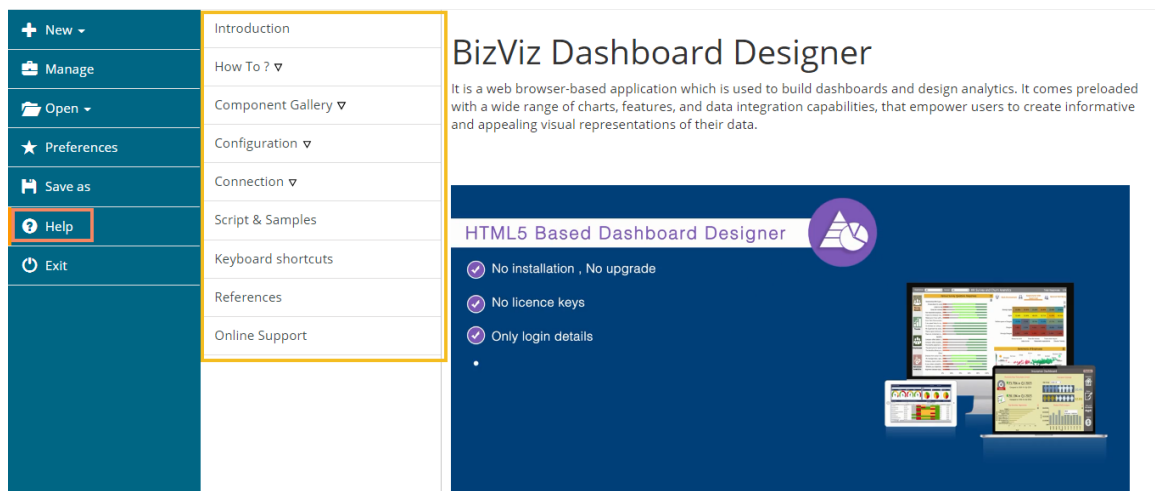 New
Manage
Open
Preferences
Save as
Help
Exit
Introduction
How To ?
Component Gallery
Configuration
Connection
Script & Samples
Keyboard shortcuts
References
Online Support
BizViz Dashboard Designer
It is a web browser-based application which is used to build dashboards and design analytics. It comes preloaded
with a wide range of charts, features, and data integration capabilities, that empower users to create informative
and appealing visual representations of their data.
HTML5 Based Dashboard Designer
No installation , No upgrade
No licence keys
Only login details